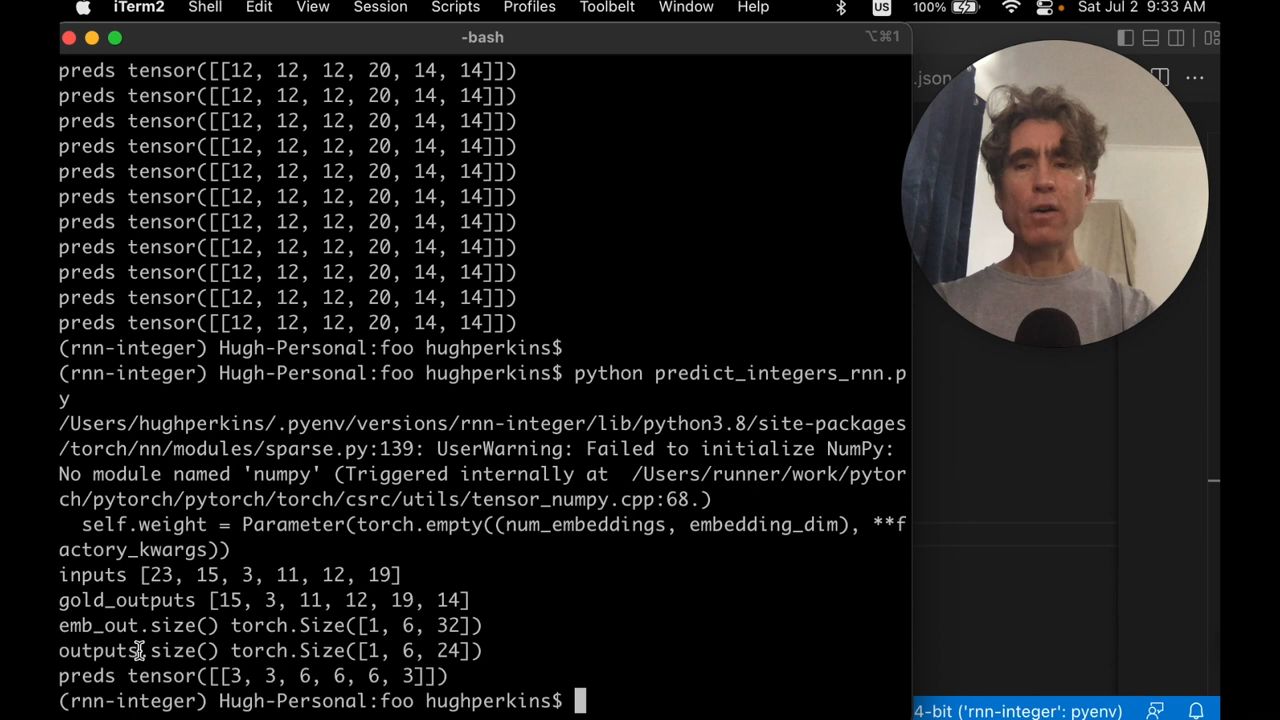 iTerm2 Shell Edit View Session Scripts Profiles Toolbelt Window Help US 100% Sat Jul 2 9:33 AM
-bash ⌥⌘1
.json
preds tensor([[12, 12, 12, 20, 14, 14]])
preds tensor([[12, 12, 12, 20, 14, 14]])
preds tensor([[12, 12, 12, 20, 14, 14]])
preds tensor([[12, 12, 12, 20, 14, 14]])
preds tensor([[12, 12, 12, 20, 14, 14]])
preds tensor([[12, 12, 12, 20, 14, 14]])
preds tensor([[12, 12, 12, 20, 14, 14]])
preds tensor([[12, 12, 12, 20, 14, 14]])
preds tensor([[12, 12, 12, 20, 14, 14]])
preds tensor([[12, 12, 12, 20, 14, 14]])
preds tensor([[12, 12, 12, 20, 14, 14]])
(rnn-integer) Hugh-Personal:foo hughperkins$
(rnn-integer) Hugh-Personal:foo hughperkins$ python predict_integers_rnn.p
y
/Users/hughperkins/.pyenv/versions/rnn-integer/lib/python3.8/site-packages
/torch/nn/modules/sparse.py:139: UserWarning: Failed to initialize NumPy:
No module named 'numpy' (Triggered internally at  /Users/runner/work/pytor
ch/pytorch/pytorch/torch/csrc/utils/tensor_numpy.cpp:68.)
  self.weight = Parameter(torch.empty((num_embeddings, embedding_dim), **f
actory_kwargs))
inputs [23, 15, 3, 11, 12, 19]
gold_outputs [15, 3, 11, 12, 19, 14]
emb_out.size() torch.Size([1, 6, 32])
outputs.size() torch.Size([1, 6, 24])
preds tensor([[3, 3, 6, 6, 6, 3]])
(rnn-integer) Hugh-Personal:foo hughperkins$
4-bit ('rnn-integer': pyenv)